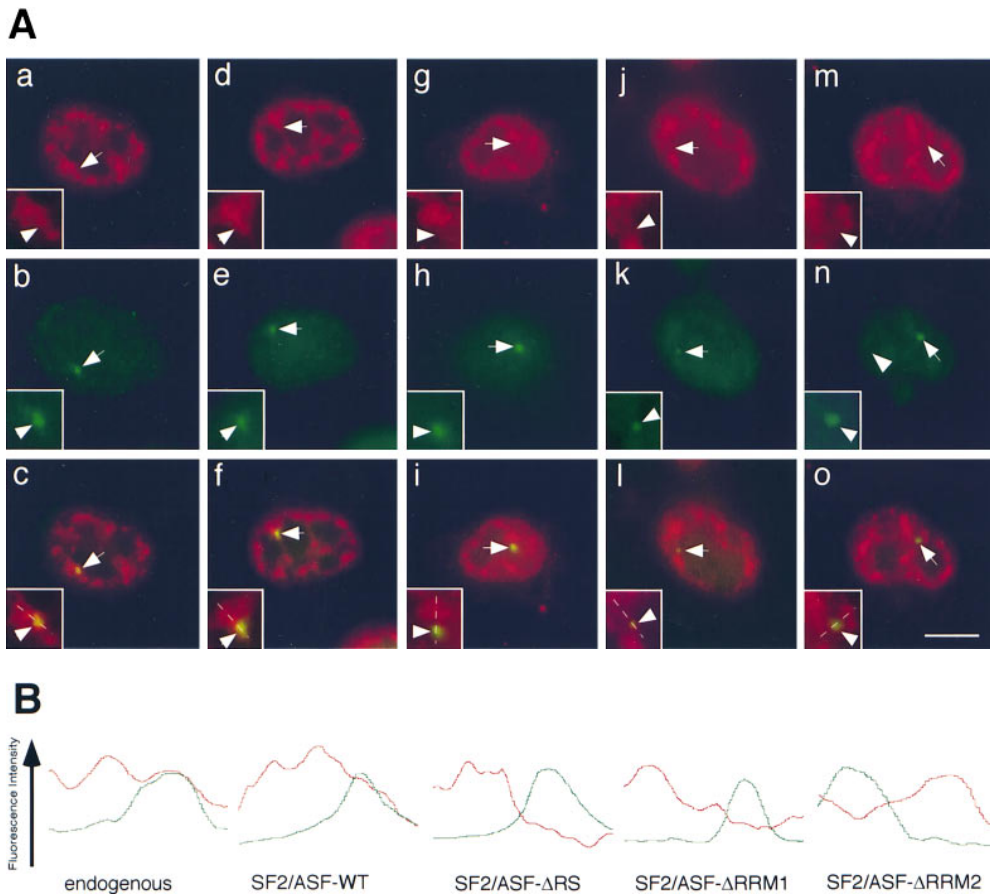 A
a d g j m
b e h k n
c f i l o
B
Fluorescence Intensity
endogenous SF2/ASF-WT SF2/ASF-ΔRS SF2/ASF-ΔRRM1 SF2/ASF-ΔRRM2